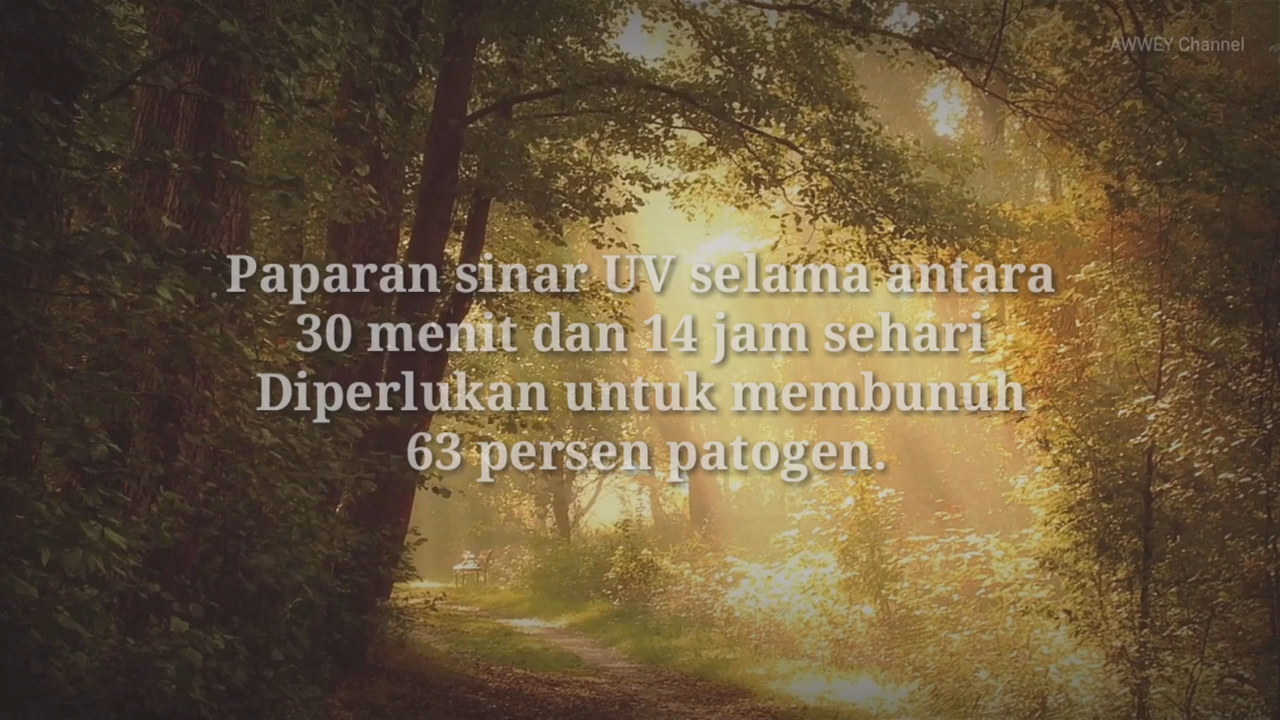 AWWEY Channel
Paparan sinar UV selama antara
30 menit dan 14 jam sehari
Diperlukan untuk membunuh
63 persen patogen.